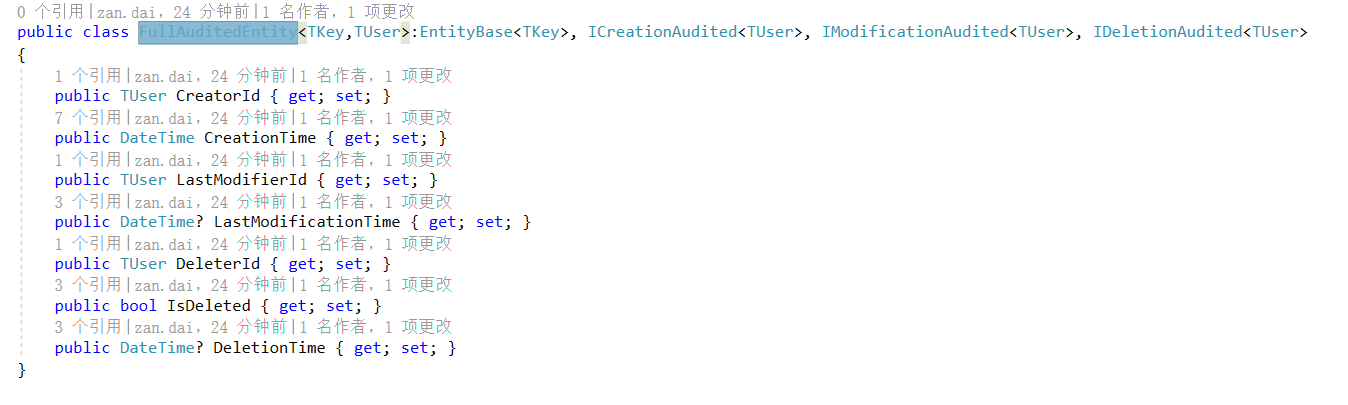 0 个引用|zan.dai，24 分钟前|1 名作者，1 项更改
public class FullAuditedEntity<TKey,TUser>:EntityBase<TKey>, ICreationAudited<TUser>, IModificationAudited<TUser>, IDeletionAudited<TUser>
{
1 个引用|zan.dai，24 分钟前|1 名作者，1 项更改
public TUser CreatorId { get; set; }
7 个引用|zan.dai，24 分钟前|1 名作者，1 项更改
public DateTime CreationTime { get; set; }
1 个引用|zan.dai，24 分钟前|1 名作者，1 项更改
public TUser LastModifierId { get; set; }
3 个引用|zan.dai，24 分钟前|1 名作者，1 项更改
public DateTime? LastModificationTime { get; set; }
1 个引用|zan.dai，24 分钟前|1 名作者，1 项更改
public TUser DeleterId { get; set; }
3 个引用|zan.dai，24 分钟前|1 名作者，1 项更改
public bool IsDeleted { get; set; }
3 个引用|zan.dai，24 分钟前|1 名作者，1 项更改
public DateTime? DeletionTime { get; set; }
}